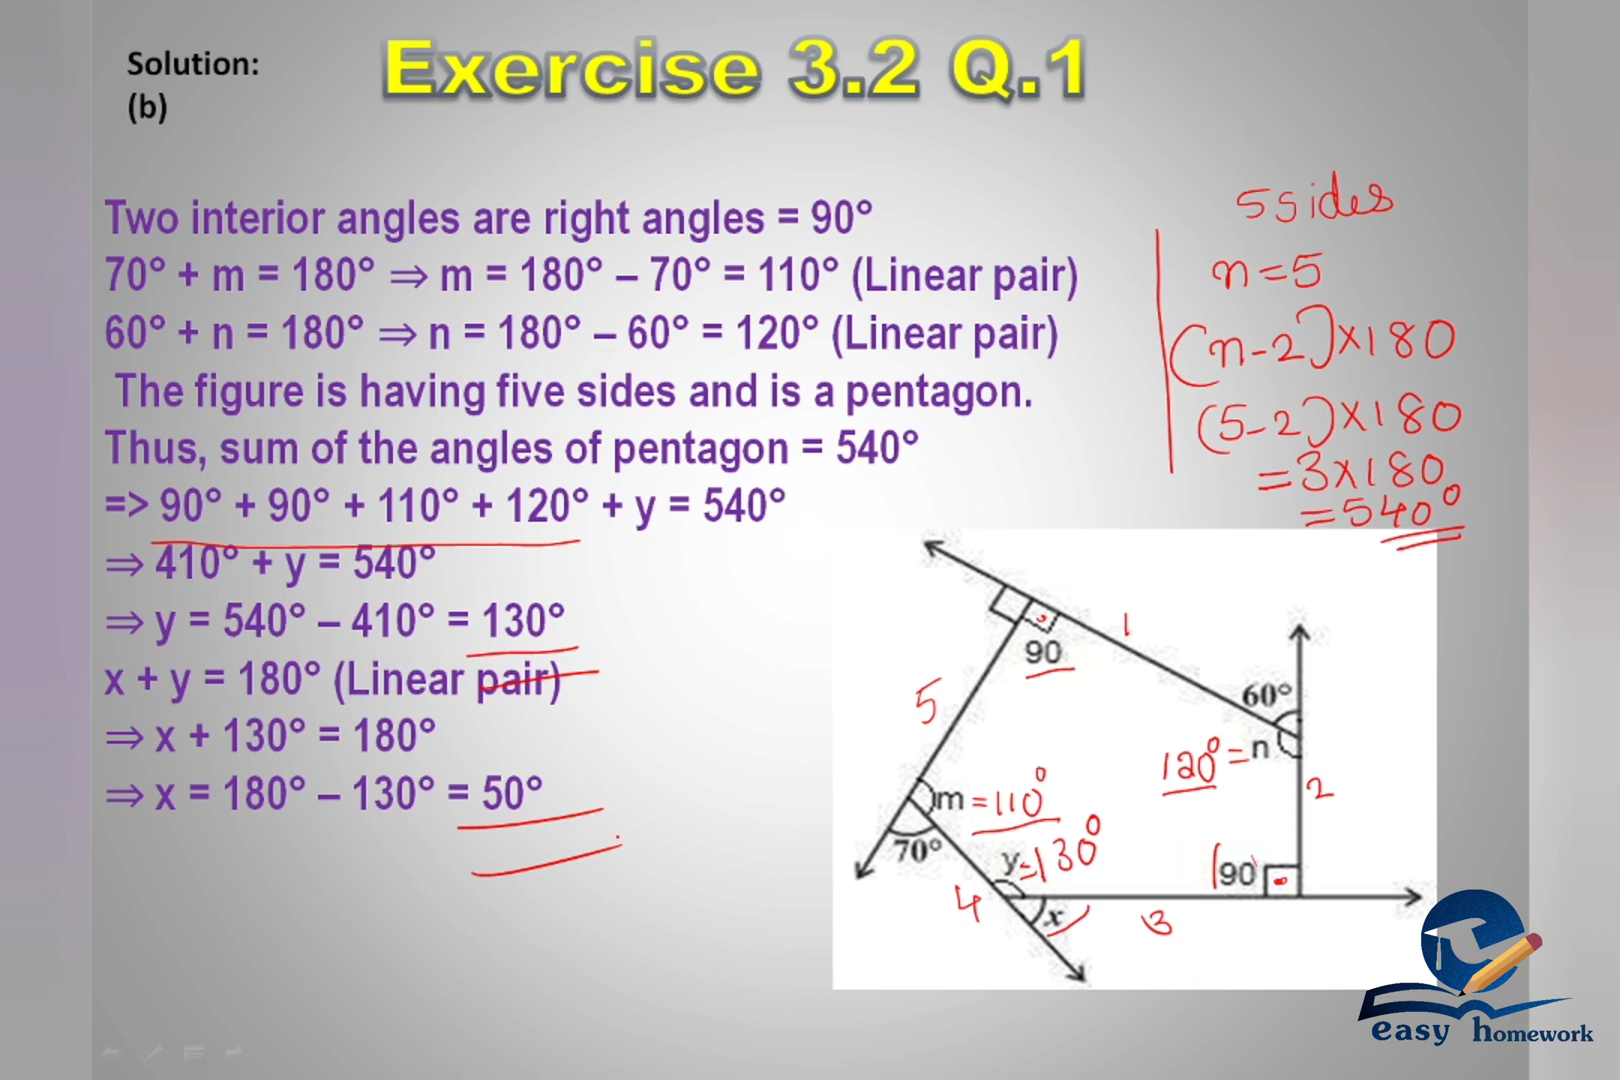 Solution:
(b)
Exercise 3.2 Q.1
Two interior angles are right angles = 90°
70° + m = 180° ⇒ m = 180° – 70° = 110° (Linear pair)
60° + n = 180° ⇒ n = 180° – 60° = 120° (Linear pair)
The figure is having five sides and is a pentagon.
Thus, sum of the angles of pentagon = 540°
=> 90° + 90° + 110° + 120° + y = 540°
⇒ 410° + y = 540°
⇒ y = 540° – 410° = 130°
x + y = 180° (Linear pair)
⇒ x + 130° = 180°
⇒ x = 180° – 130° = 50°
5 sides
n=5
(n-2)×180
(5-2)×180
=3×180
=540°
1
90
60°
5
120°= n
2
m =110°
70°
y=130°
90
4
x
3
easy Homework